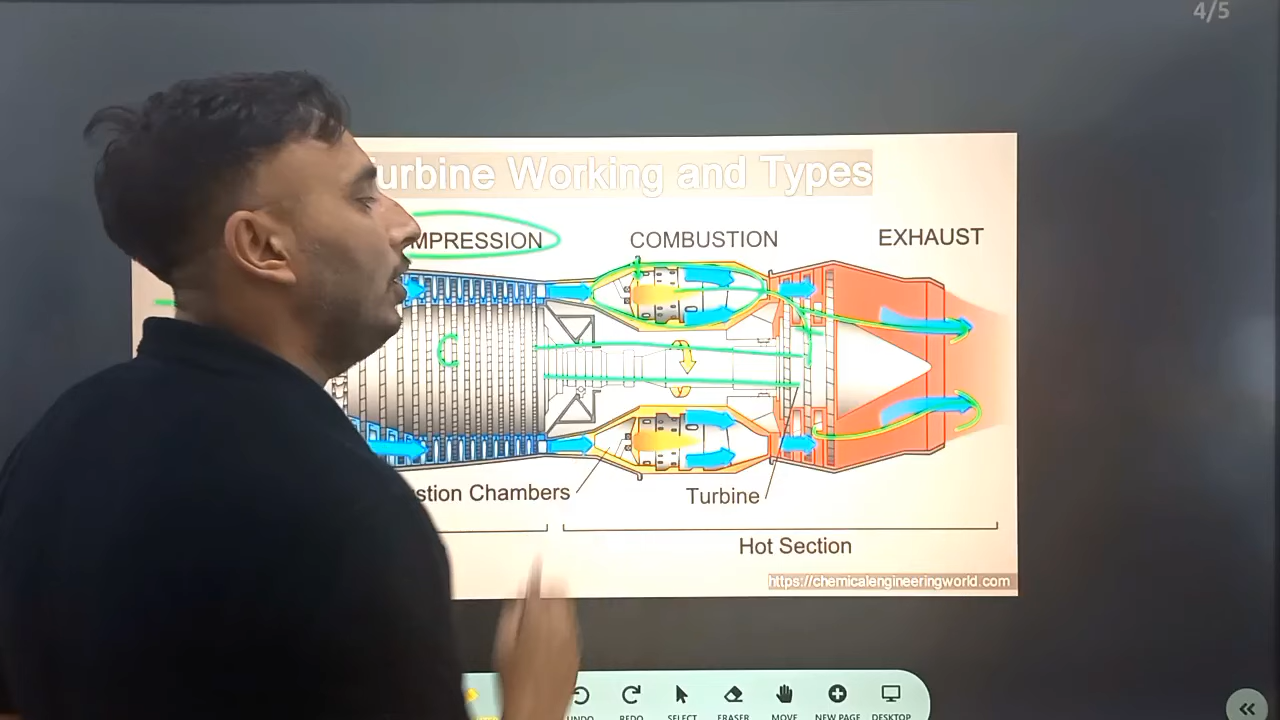 4/5
urbine Working and Types
MPRESSION
COMBUSTION
EXHAUST
C T
stion Chambers
Turbine
Hot Section
https://chemicalengineeringworld.com
UNDO
REDO
SELECT
ERASER
MOVE
NEW PAGE
DESKTOP